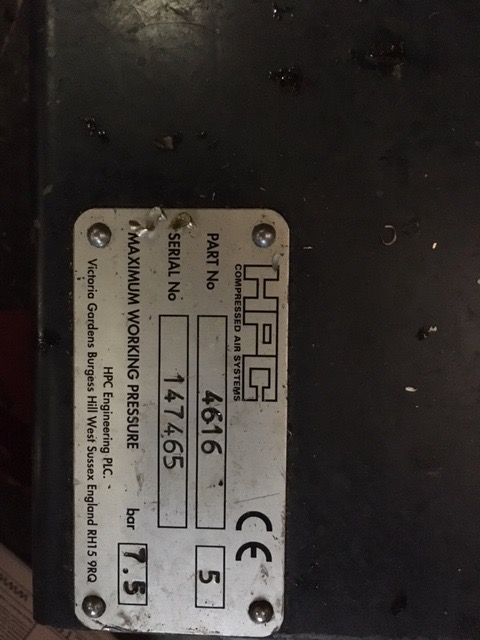 HPC
COMPRESSED AIR SYSTEMS
CE
PART No 4616 5
SERIAL No 147465
MAXIMUM WORKING PRESSURE bar 7.5
HPC Engineering PLC.
Victoria Gardens Burgess Hill West Sussex England RH15 9RQ